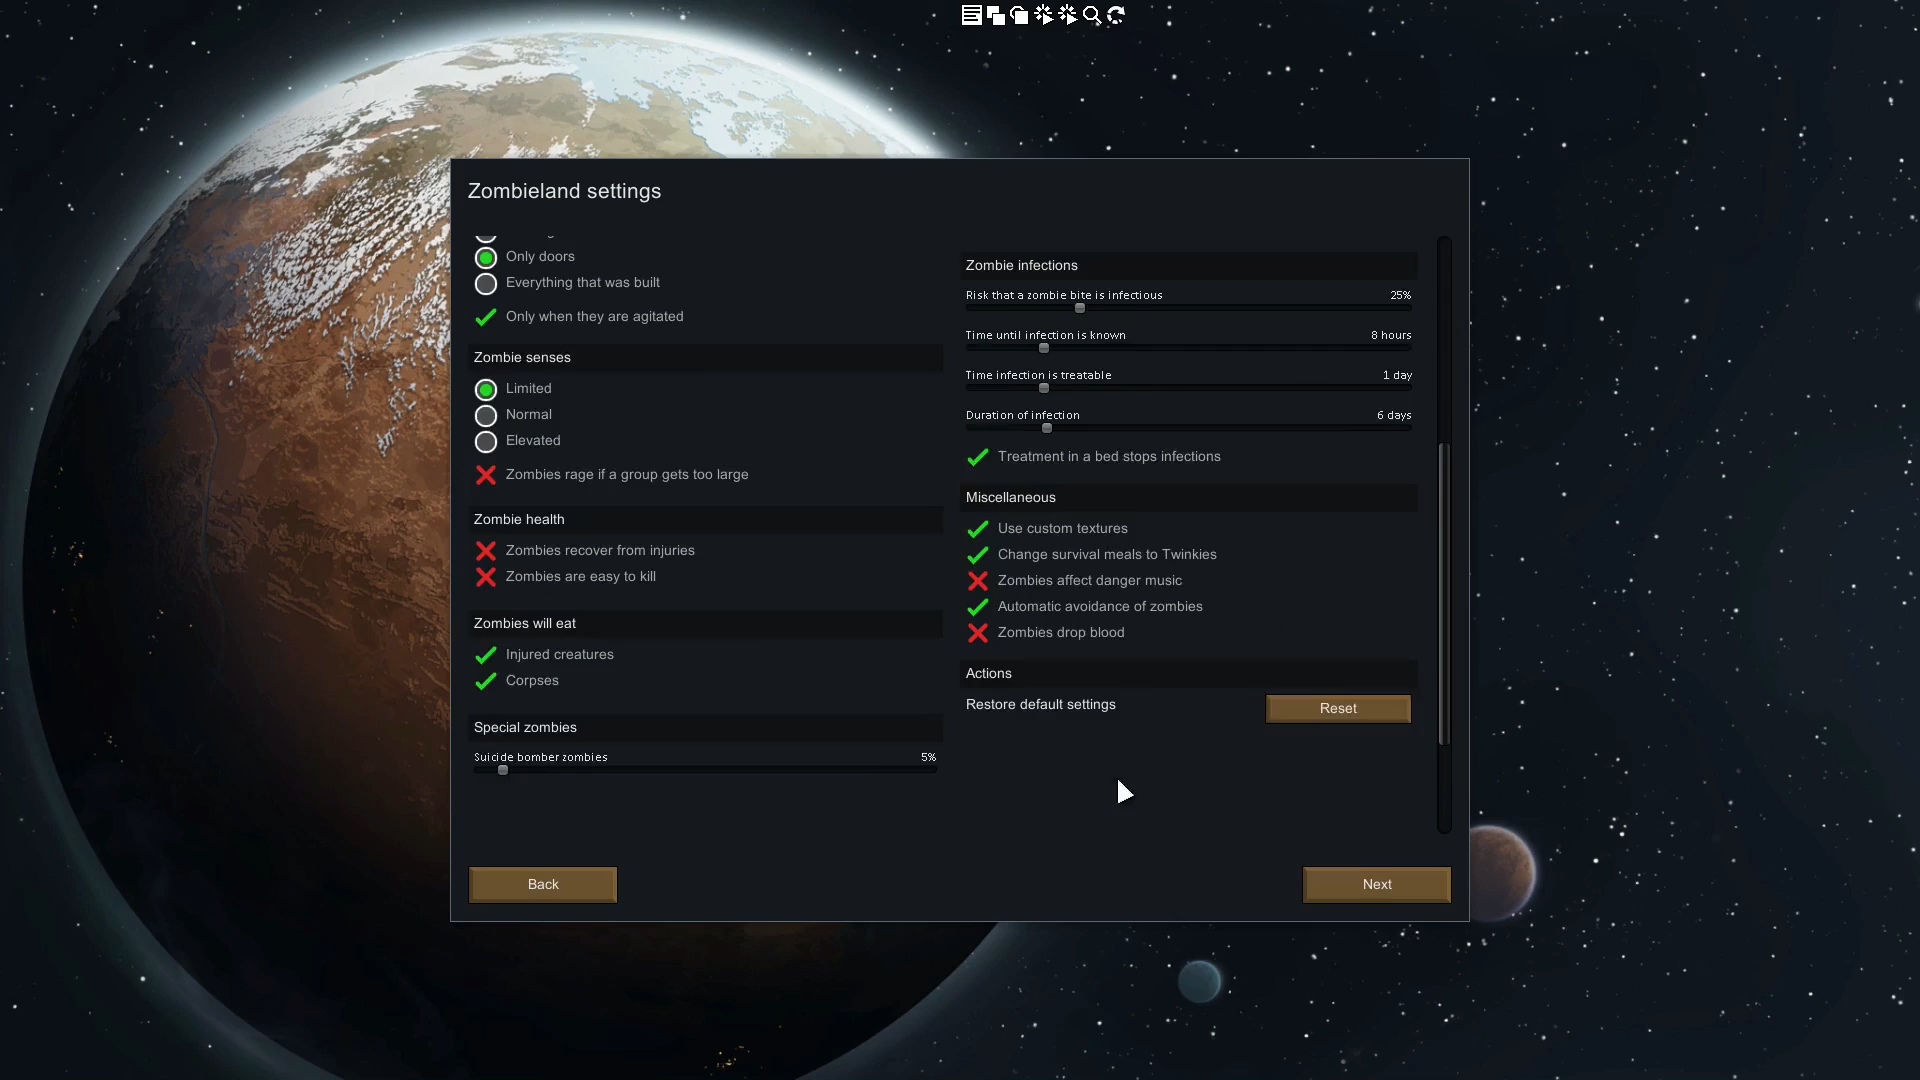 Zombieland settings
Only doors
Everything that was built
Only when they are agitated
Zombie senses
Limited
Normal
Elevated
Zombies rage if a group gets too large
Zombie health
Zombies recover from injuries
Zombies are easy to kill
Zombies will eat
Injured creatures
Corpses
Special zombies
Suicide bomber zombies 5%
Zombie infections
Risk that a zombie bite is infectious 25%
Time until infection is known 8 hours
Time infection is treatable 1 day
Duration of infection 6 days
Treatment in a bed stops infections
Miscellaneous
Use custom textures
Change survival meals to Twinkies
Zombies affect danger music
Automatic avoidance of zombies
Zombies drop blood
Actions
Restore default settings Reset
Back Next